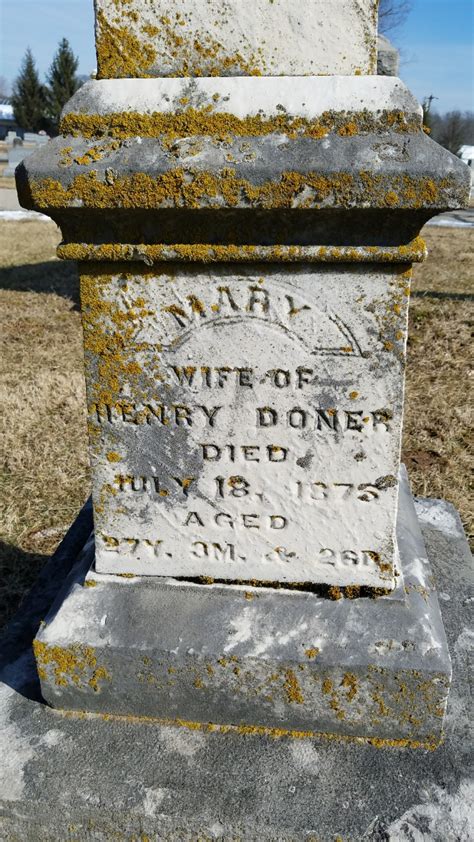 MARY
WIFE OF
HENRY DONER
DIED
JULY 18, 1875
AGED
27Y. 3M. & 26D.